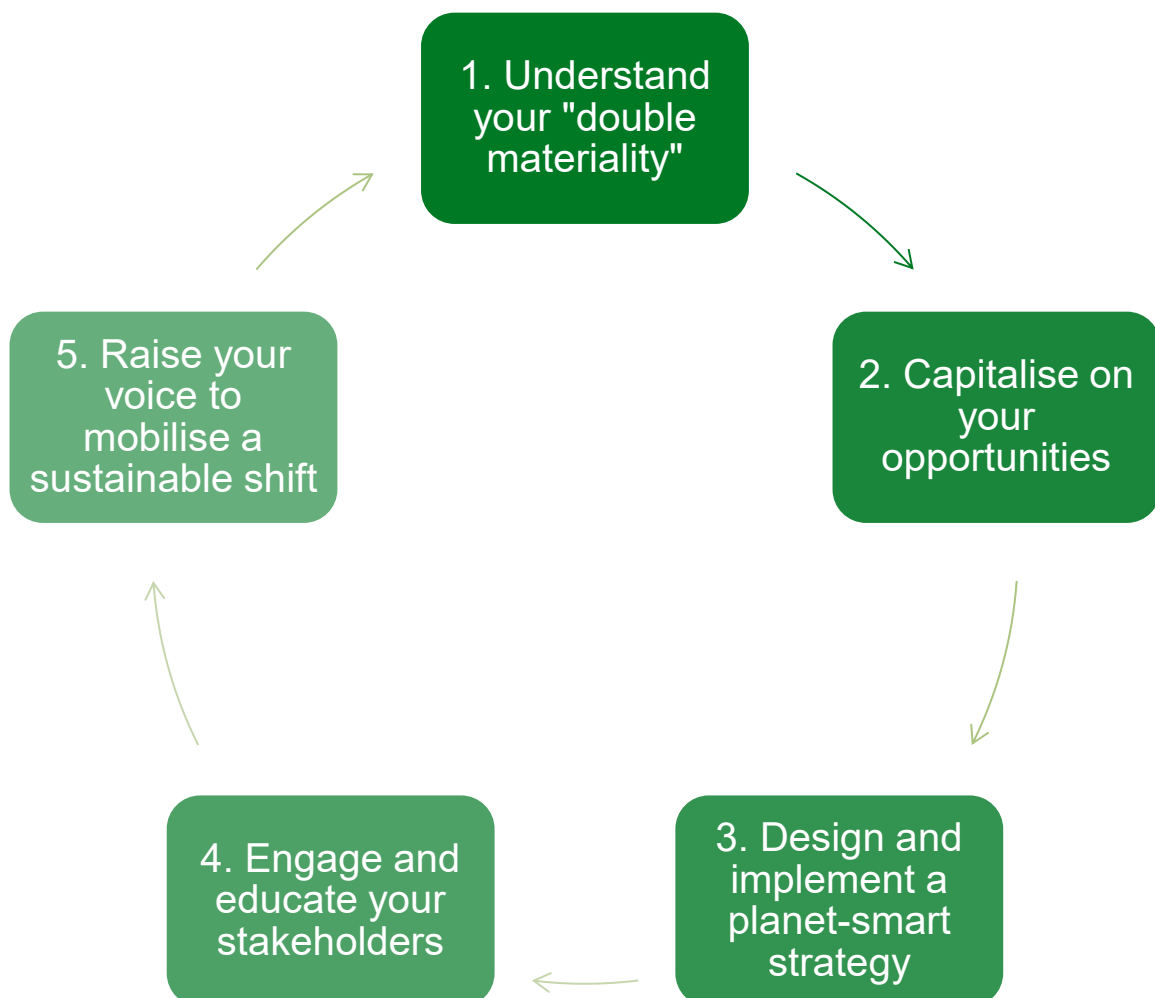 1. Understand
your "double
materiality"
2. Capitalise on
your
opportunities
3. Design and
implement a
planet-smart
strategy
4. Engage and
educate your
stakeholders
5. Raise your
voice to
mobilise a
sustainable shift